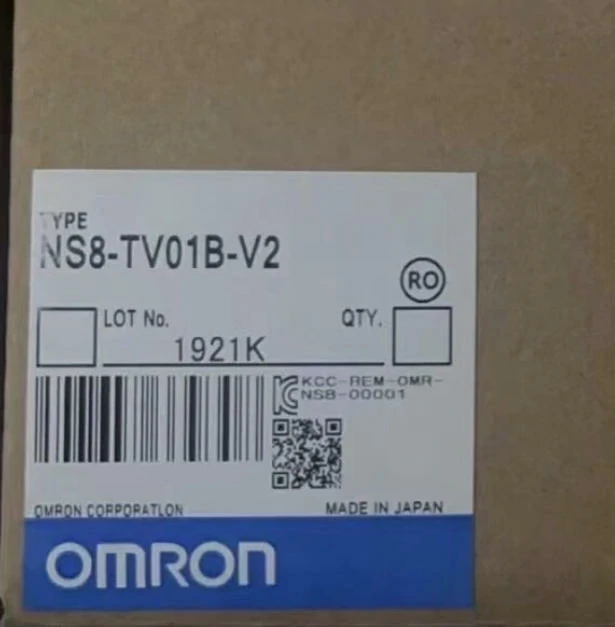 TYPE
NS8-TV01B-V2
RO
LOT No. QTY.
1921K
KCC-REM-OMR-
NS8-00001
OMRON CORPORATLON MADE IN JAPAN
OMRON